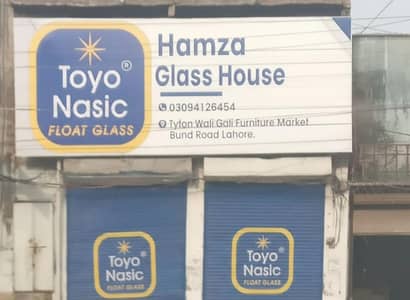 Toyo®
Nasic
FLOAT GLASS
Hamza
Glass House
03094126454
Tyton Wali Gali Furniture Market
Bund Road Lahore.
Toyo®
Nasic
FLOAT GLASS
Toyo®
Nasic
FLOAT GLASS